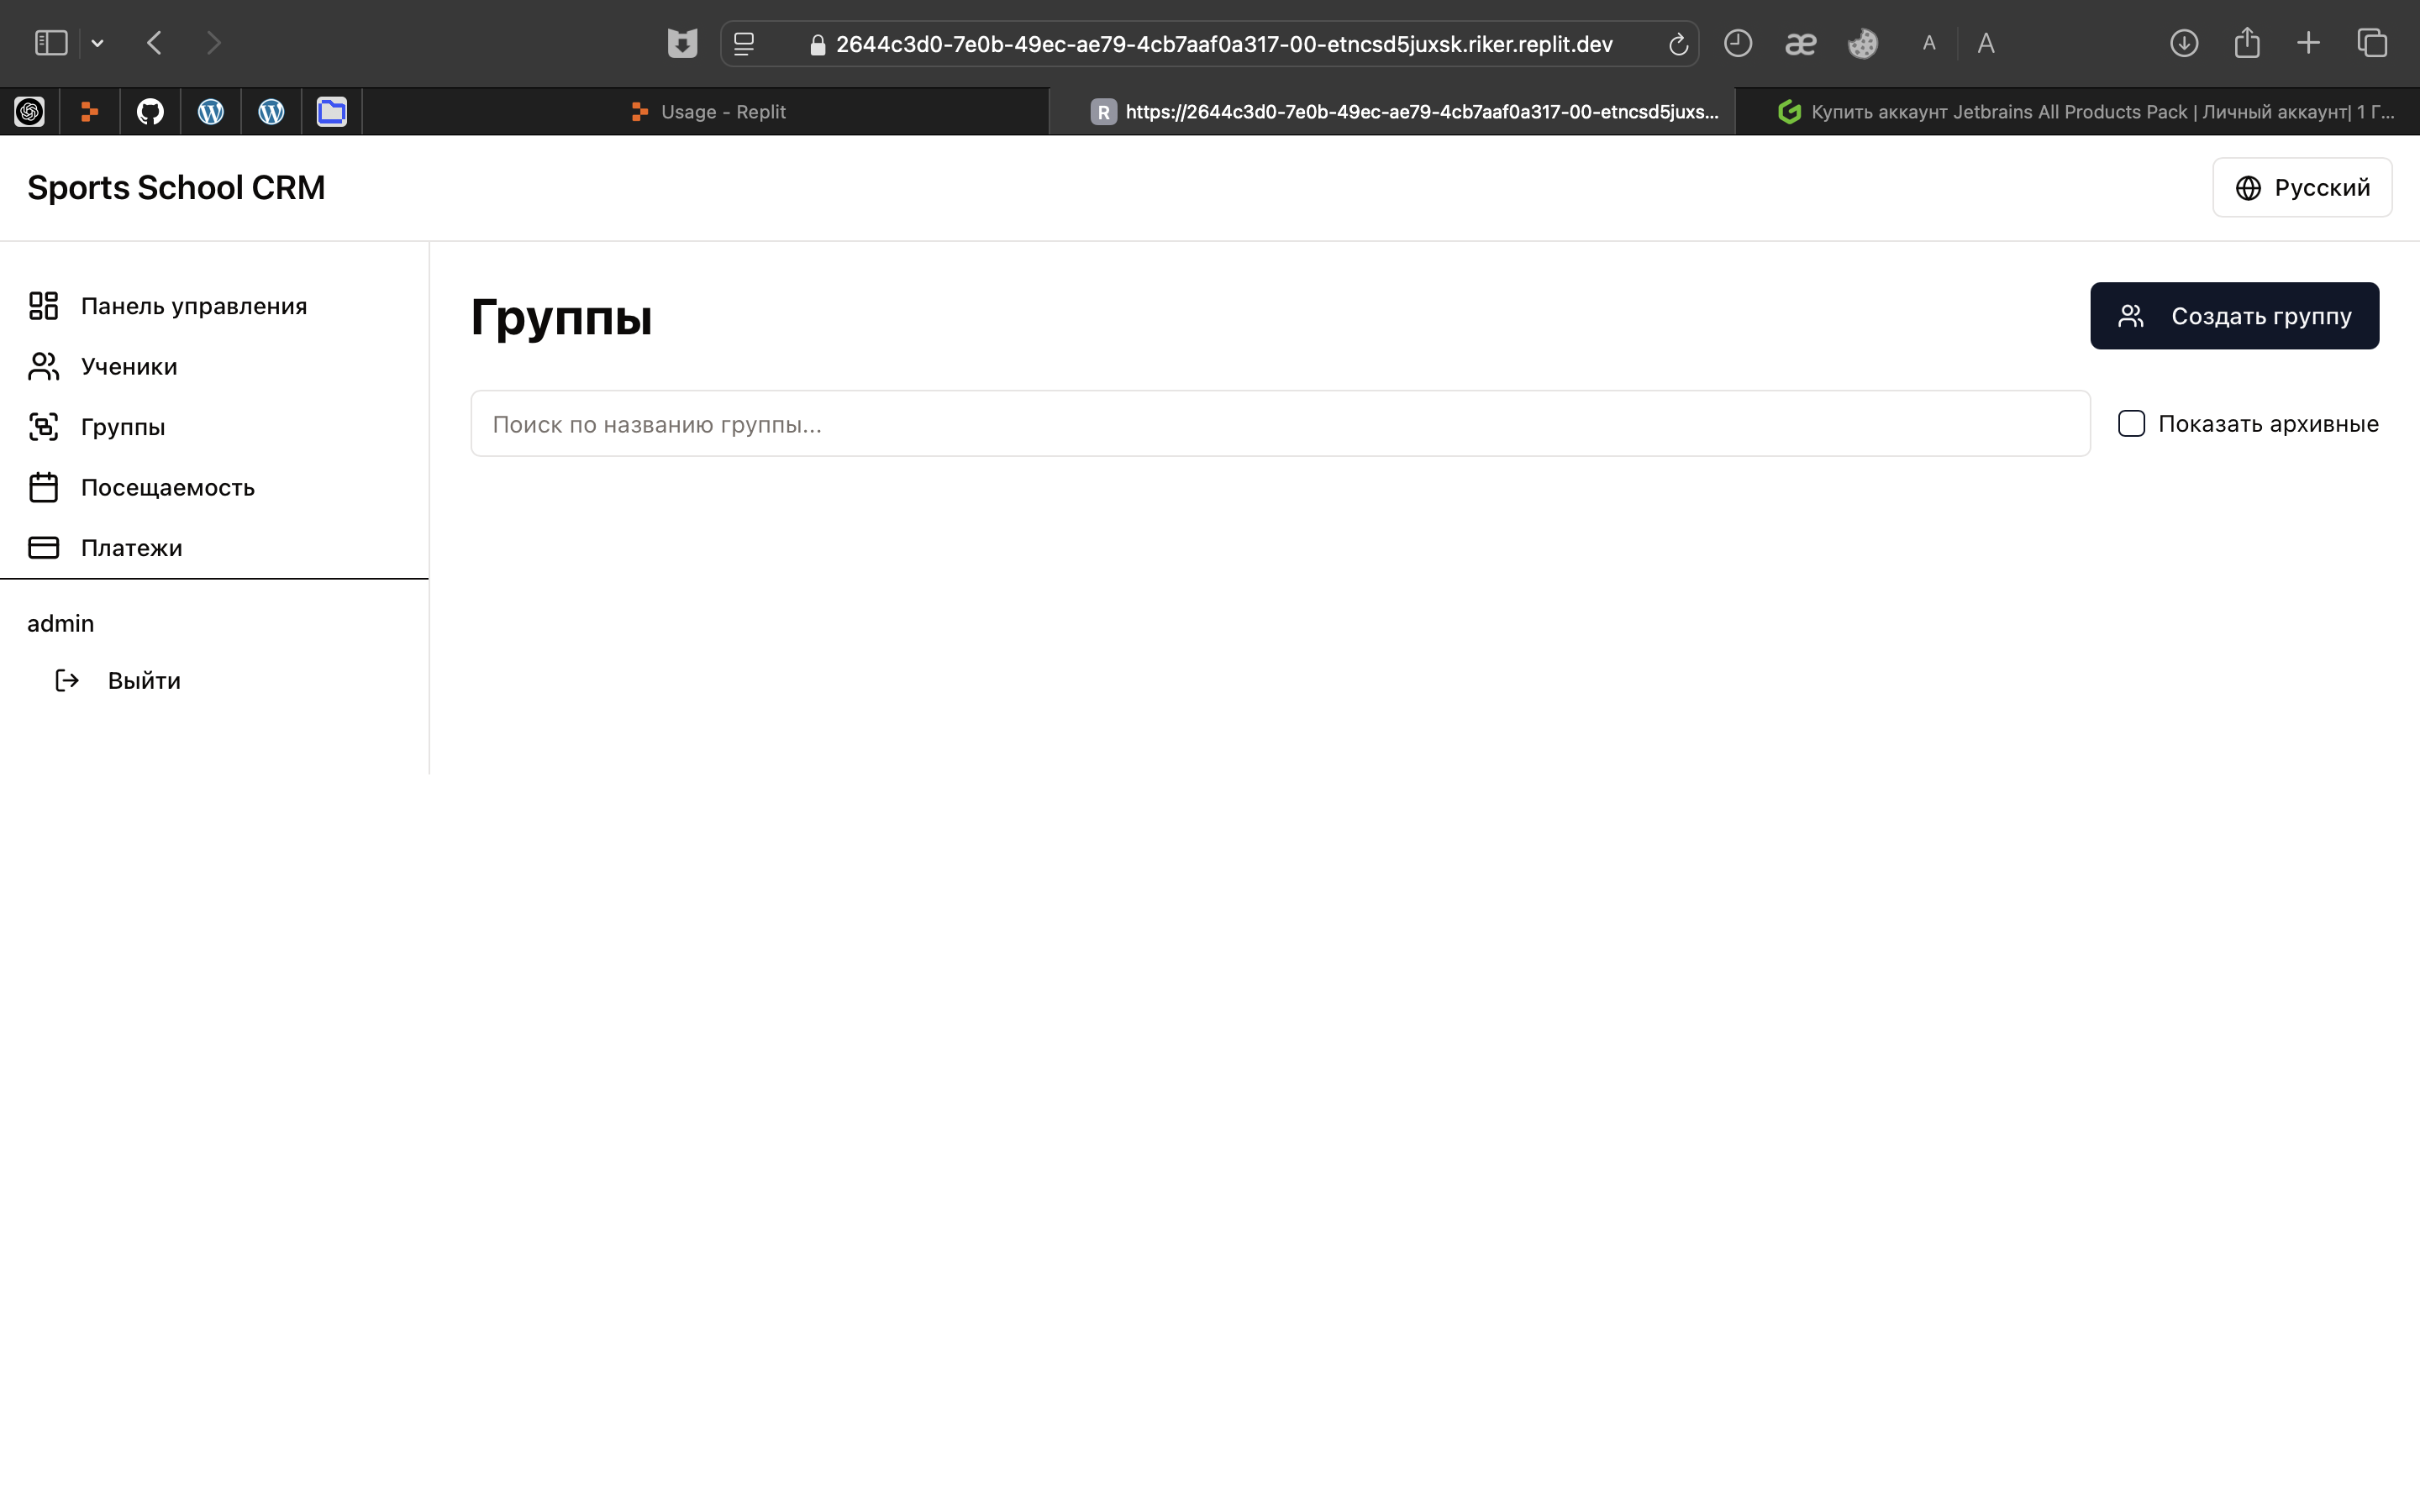 2644c3d0-7e0b-49ec-ae79-4cb7aaf0a317-00-etncsd5juxsk.riker.replit.dev
æ
A
A
Usage - Replit
R https://2644c3d0-7e0b-49ec-ae79-4cb7aaf0a317-00-etncsd5juxs...
Купить аккаунт Jetbrains All Products Pack | Личный аккаунт| 1 Г...
Sports School CRM
Русский
Панель управления
Ученики
Группы
Посещаемость
Платежи
admin
Выйти
Группы
Создать группу
Поиск по названию группы...
Показать архивные